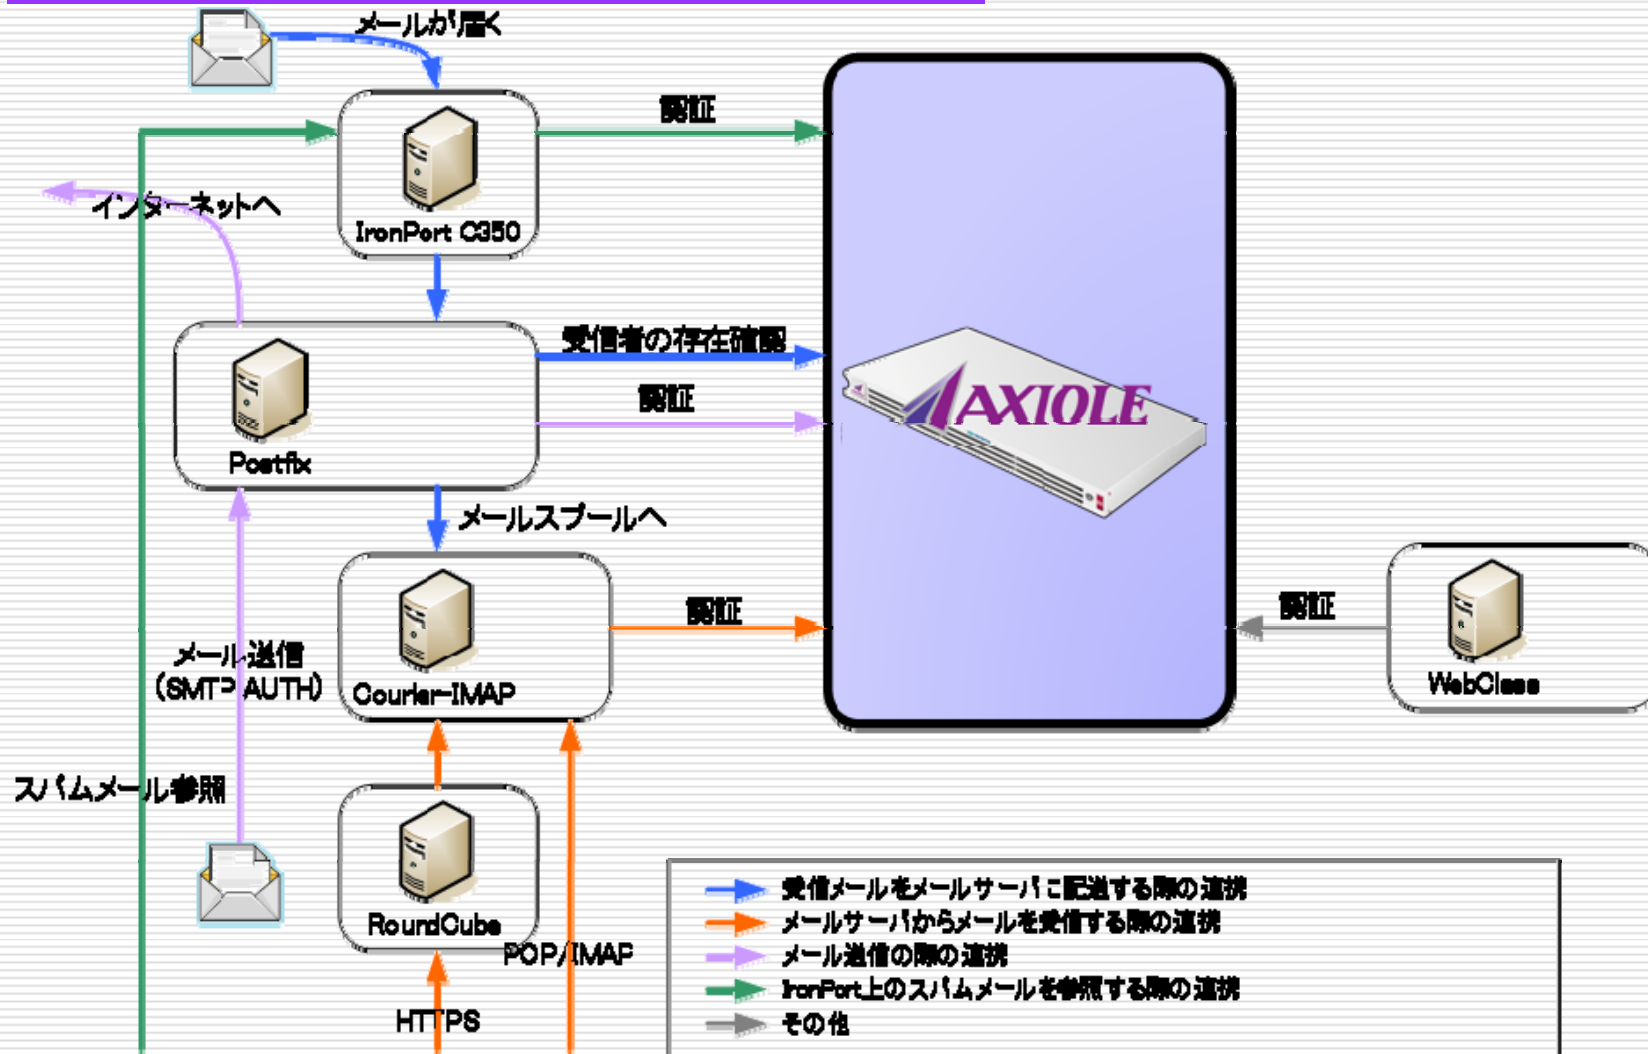 メールが届く
認証
インターネットへ
IronPort C350
受信者の存在確認
認証
AXIOLE
Postfix
メールスプールへ
認証
認証
メール送信
(SMTP AUTH)
Courier-IMAP
WebClass
スパムメール参照
RoundCube
POP/IMAP
HTTPS
受信メールをメールサーバに配送する際の連携
メールサーバからメールを受信する際の連携
メール送信の際の連携
IronPort上のスパムメールを参照する際の連携
その他